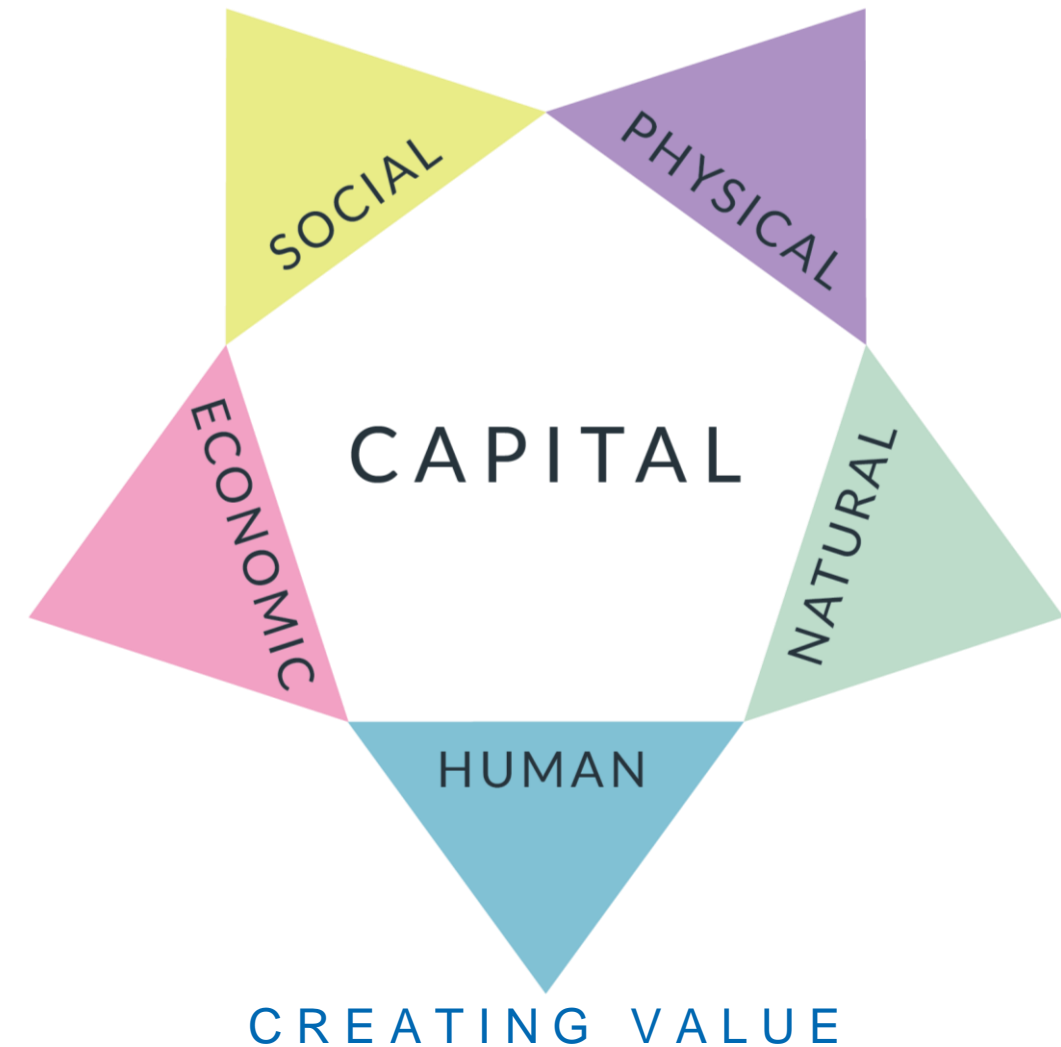 SOCIAL
PHYSICAL
ECONOMIC
CAPITAL
NATURAL
HUMAN
CREATING VALUE